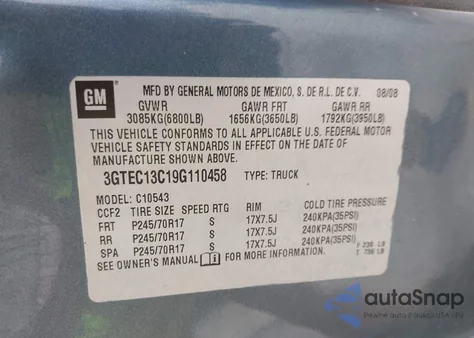 GM
MFD BY GENERAL MOTORS DE MEXICO, S. DE R.L. DE C.V. 08/08
GVWR GAWR FRT GAWR RR
3085KG(6800LB) 1656KG(3650LB) 1792KG(3950LB)
THIS VEHICLE CONFORMS TO ALL APPLICABLE U.S. FEDERAL MOTOR
VEHICLE SAFETY STANDARDS IN EFFECT ON THE DATE OF
MANUFACTURE SHOWN ABOVE.
3GTEC13C19G110458 TYPE: TRUCK
MODEL: C10543
CCF2 TIRE SIZE SPEED RTG RIM COLD TIRE PRESSURE
FRT P245/70R17 S 17X7.5J 240KPA(35PSI)
RR P245/70R17 S 17X7.5J 240KPA(35PSI)
SPA P245/70R17 S 17X7.5J 240KPA(35PSI)
SEE OWNER'S MANUAL FOR MORE INFORMATION.
autoSnap
Pewne auto z USA